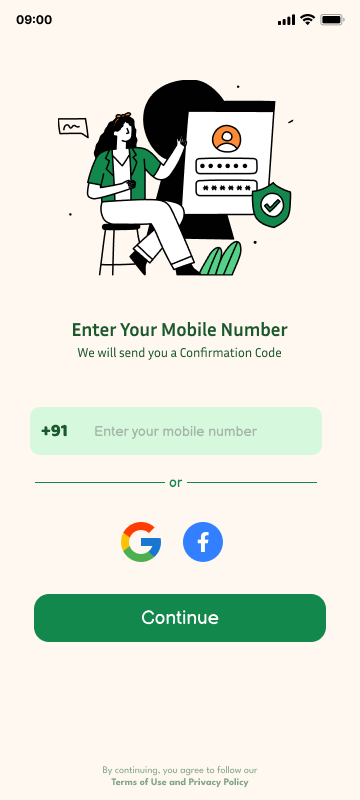 09:00
Enter Your Mobile Number
We will send you a Confirmation Code
+91 Enter your mobile number
or
Continue
By continuing, you agree to follow our
Terms of Use and Privacy Policy